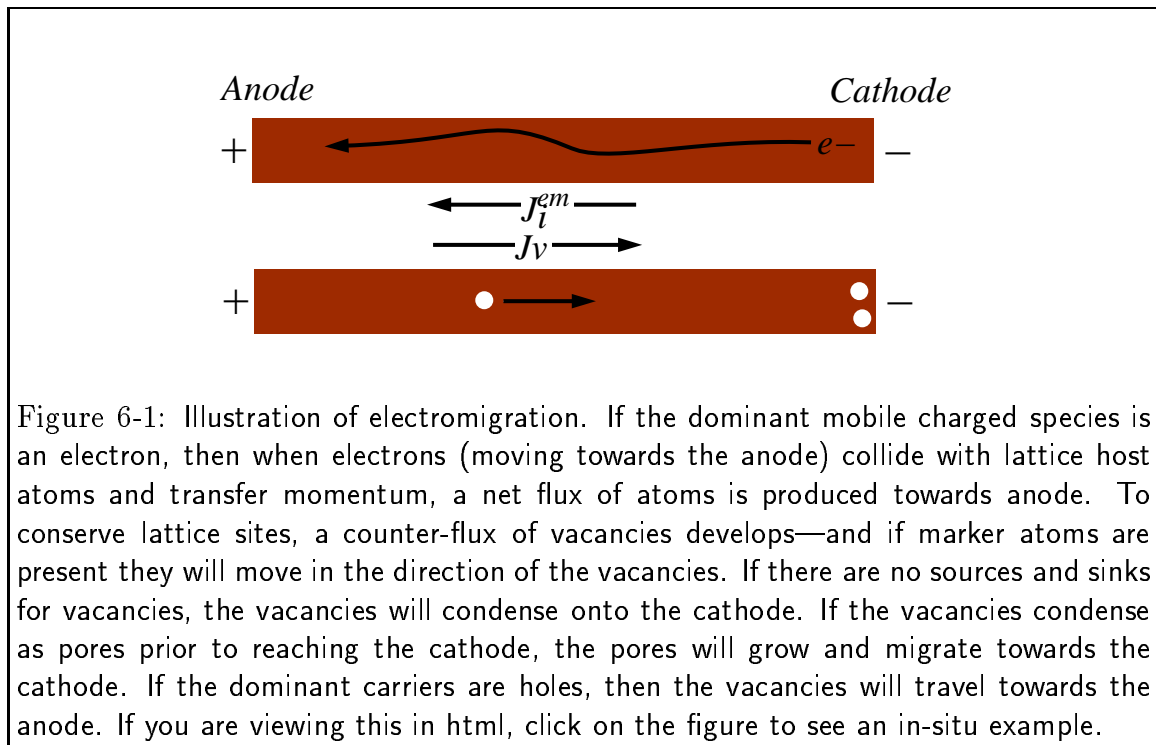 Anode Cathode
+ e− −
J_i^em
Jv
+ −
Figure 6-1: Illustration of electromigration. If the dominant mobile charged species is
an electron, then when electrons (moving towards the anode) collide with lattice host
atoms and transfer momentum, a net flux of atoms is produced towards anode. To
conserve lattice sites, a counter-flux of vacancies develops—and if marker atoms are
present they will move in the direction of the vacancies. If there are no sources and sinks
for vacancies, the vacancies will condense onto the cathode. If the vacancies condense
as pores prior to reaching the cathode, the pores will grow and migrate towards the
cathode. If the dominant carriers are holes, then the vacancies will travel towards the
anode. If you are viewing this in html, click on the figure to see an in-situ example.